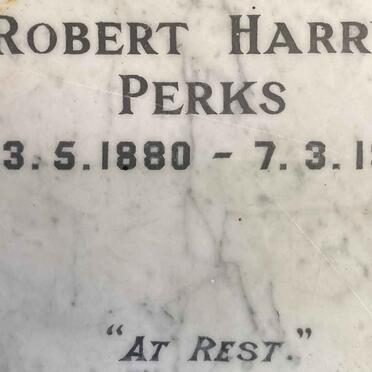 ROBERT HARR
PERKS
3.5.1880 - 7.3.1
"AT REST."